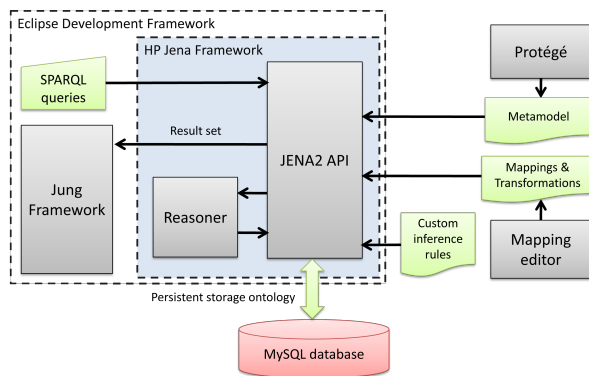 Eclipse Development Framework
HP Jena Framework
SPARQL
queries
Result set
JENA2 API
Jung
Framework
Reasoner
Protégé
Metamodel
Mappings &
Transformations
Custom
inference
rules
Mapping
editor
Persistent storage ontology
MySQL database